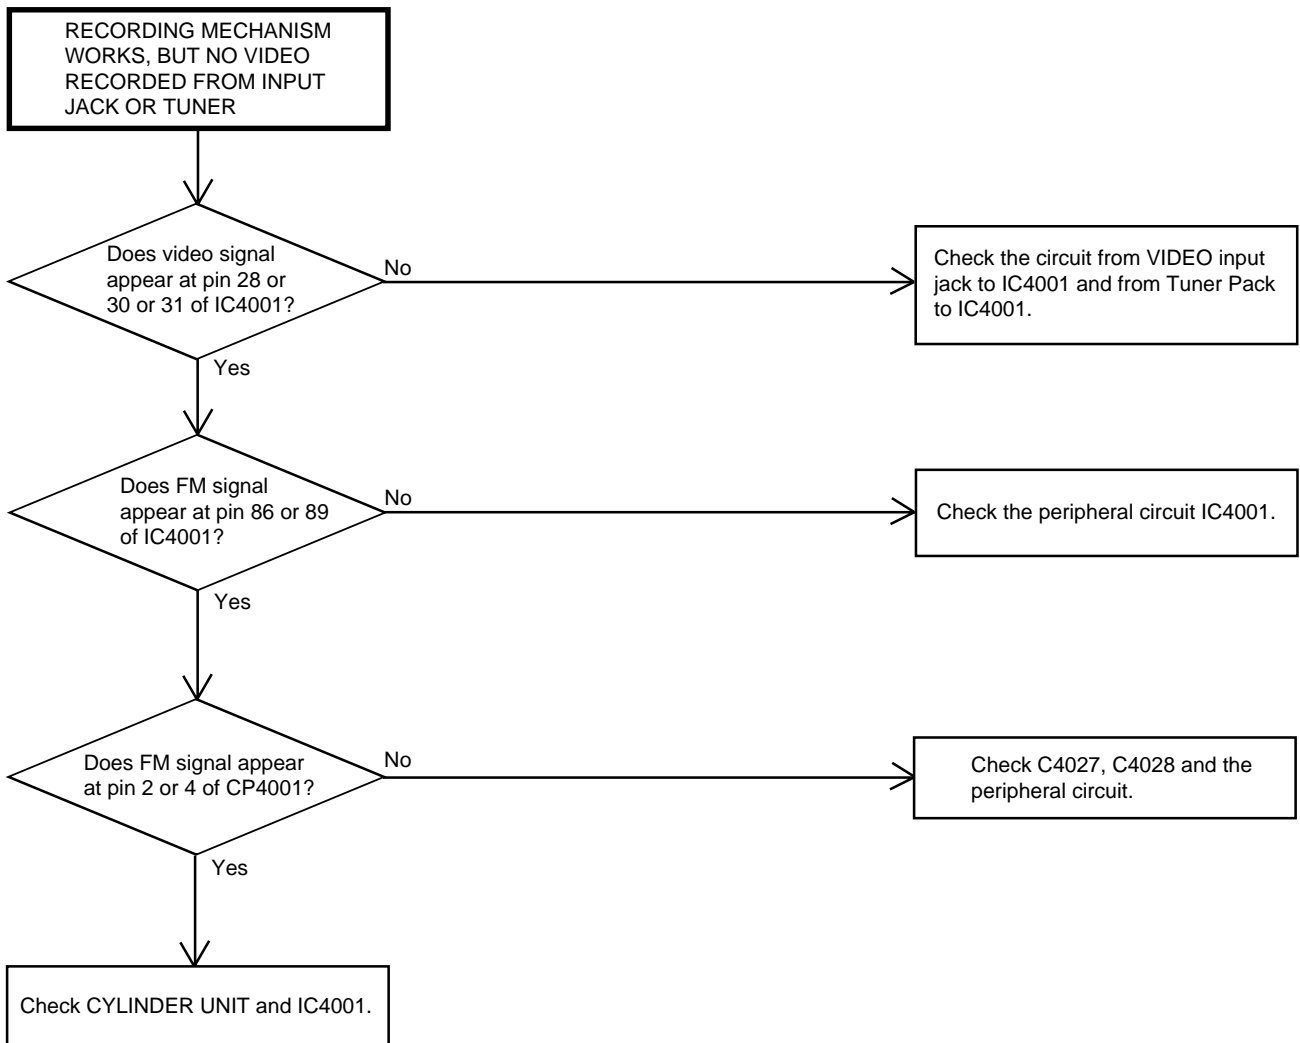 RECORDING MECHANISM
WORKS, BUT NO VIDEO
RECORDED FROM INPUT
JACK OR TUNER
Does video signal
appear at pin 28 or
30 or 31 of IC4001?
No
Check the circuit from VIDEO input
jack to IC4001 and from Tuner Pack
to IC4001.
Yes
Does FM signal
appear at pin 86 or 89
of IC4001?
No
Check the peripheral circuit IC4001.
Yes
Does FM signal appear
at pin 2 or 4 of CP4001?
No
Check C4027, C4028 and the
peripheral circuit.
Yes
Check CYLINDER UNIT and IC4001.